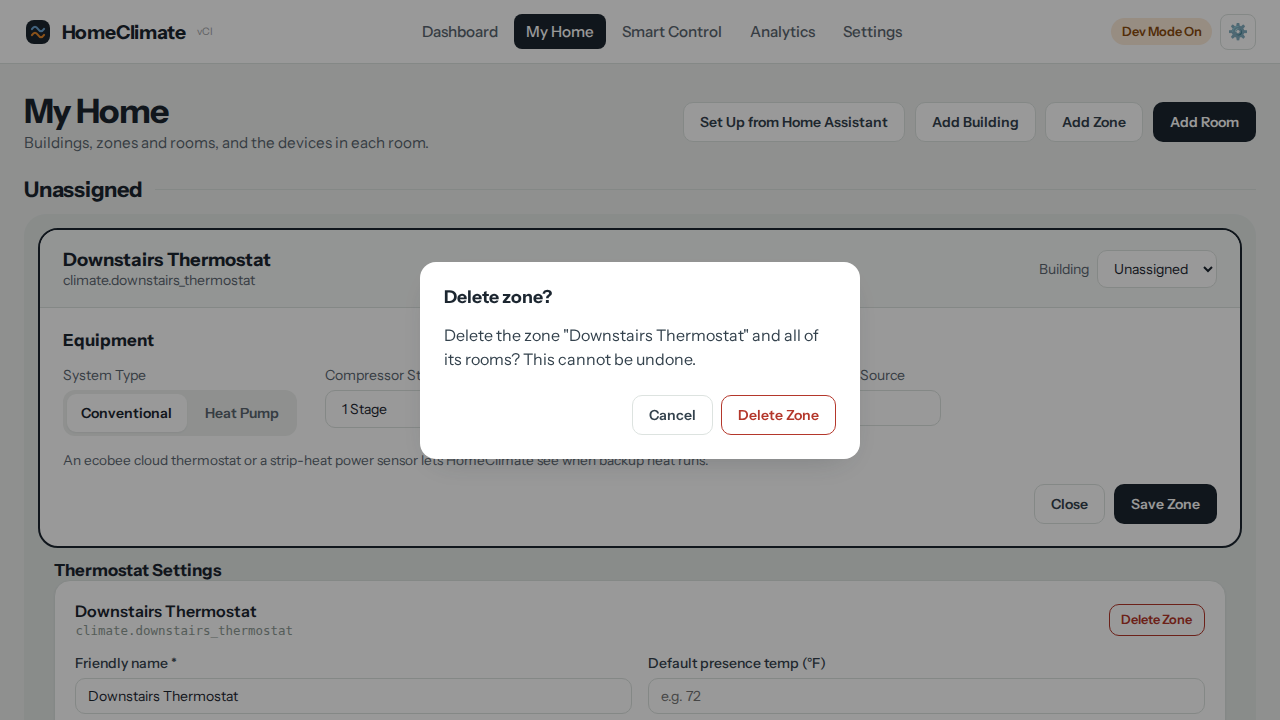 HomeClimate vCI
Dashboard My Home Smart Control Analytics Settings
Dev Mode On
My Home
Buildings, zones and rooms, and the devices in each room.
Set Up from Home Assistant Add Building Add Zone Add Room
Unassigned
Downstairs Thermostat
climate.downstairs_thermostat
Building Unassigned
Equipment
System Type
Conventional Heat Pump
Compressor St
1 Stage
Source
An ecobee cloud thermostat or a strip-heat power sensor lets HomeClimate see when backup heat runs.
Close Save Zone
Delete zone?
Delete the zone "Downstairs Thermostat" and all of
its rooms? This cannot be undone.
Cancel Delete Zone
Thermostat Settings
Downstairs Thermostat
climate.downstairs_thermostat
Delete Zone
Friendly name * Default presence temp (°F)
Downstairs Thermostat e.g. 72